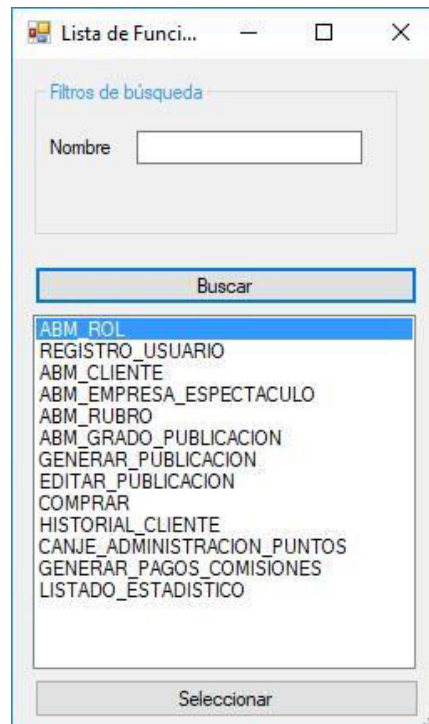 Lista de Funci...
Filtros de búsqueda
Nombre
Buscar
ABM_ROL
REGISTRO_USUARIO
ABM_CLIENTE
ABM_EMPRESA_ESPECTACULO
ABM_RUBRO
ABM_GRADO_PUBLICACION
GENERAR_PUBLICACION
EDITAR_PUBLICACION
COMPRAR
HISTORIAL_CLIENTE
CANJE_ADMINISTRACION_PUNTOS
GENERAR_PAGOS_COMISIONES
LISTADO_ESTADISTICO
Seleccionar